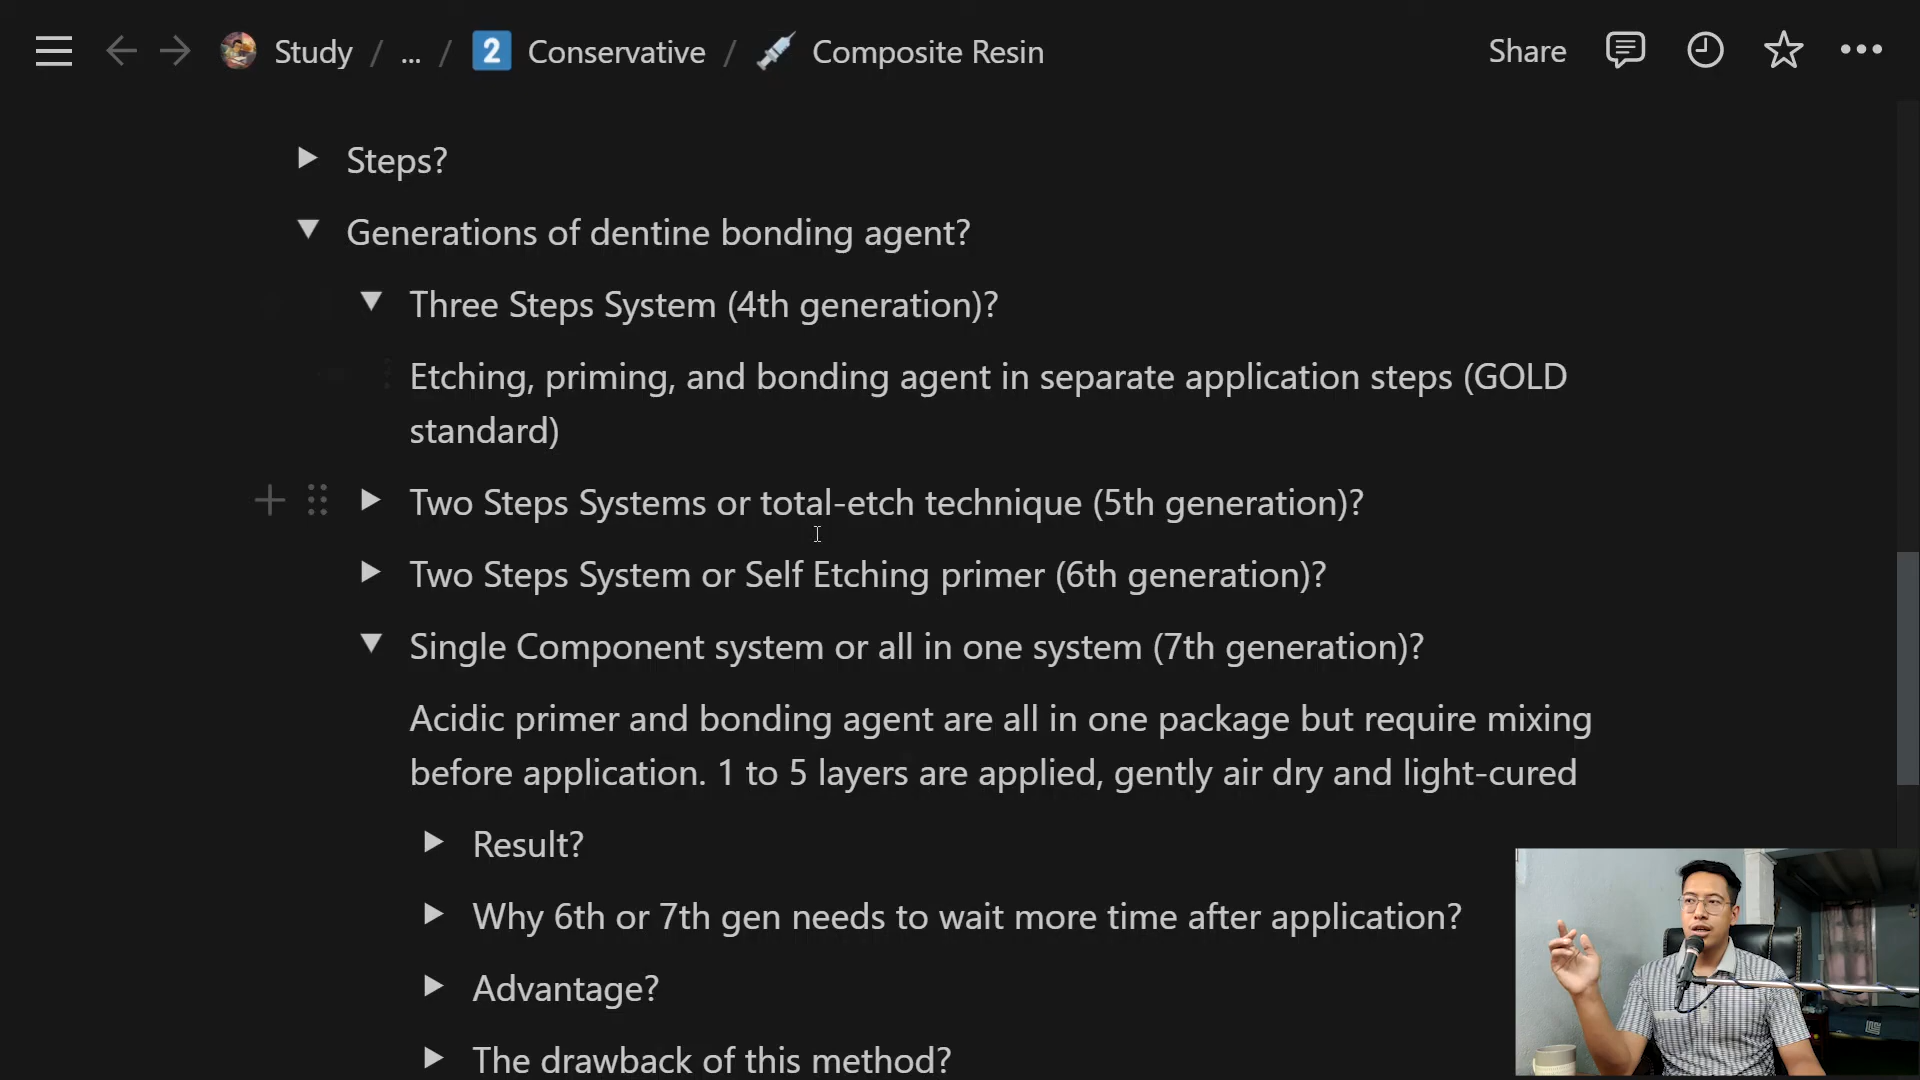 Study / ... / 2 Conservative / Composite Resin Share
Steps?
Generations of dentine bonding agent?
Three Steps System (4th generation)?
Etching, priming, and bonding agent in separate application steps (GOLD
standard)
Two Steps Systems or total-etch technique (5th generation)?
Two Steps System or Self Etching primer (6th generation)?
Single Component system or all in one system (7th generation)?
Acidic primer and bonding agent are all in one package but require mixing
before application. 1 to 5 layers are applied, gently air dry and light-cured
Result?
Why 6th or 7th gen needs to wait more time after application?
Advantage?
The drawback of this method?